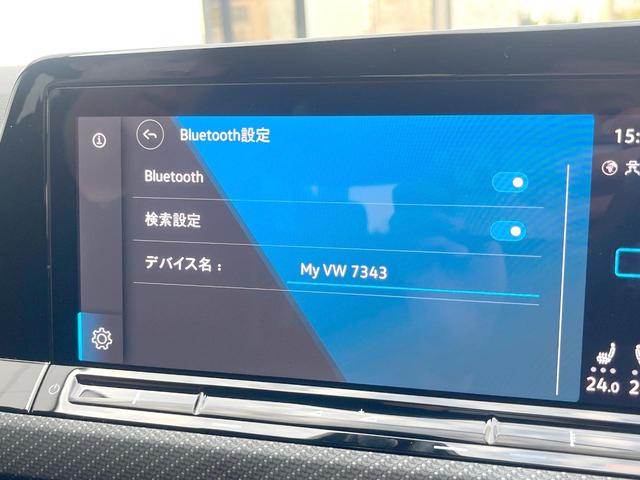 Bluetooth設定
15:
Bluetooth
検索設定
デバイス名：
My VW 7343
24.0
2